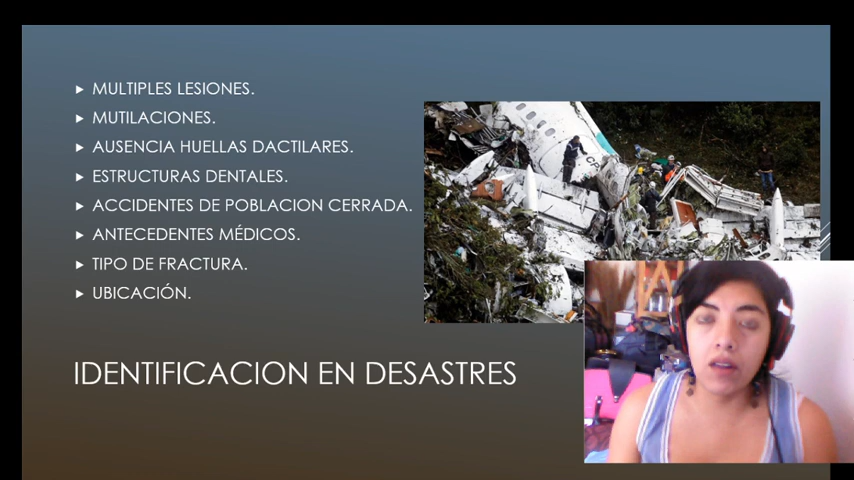 MULTIPLES LESIONES.
MUTILACIONES.
AUSENCIA HUELLAS DACTILARES.
ESTRUCTURAS DENTALES.
ACCIDENTES DE POBLACION CERRADA.
ANTECEDENTES MÉDICOS.
TIPO DE FRACTURA.
UBICACIÓN.
IDENTIFICACION EN DESASTRES
CP